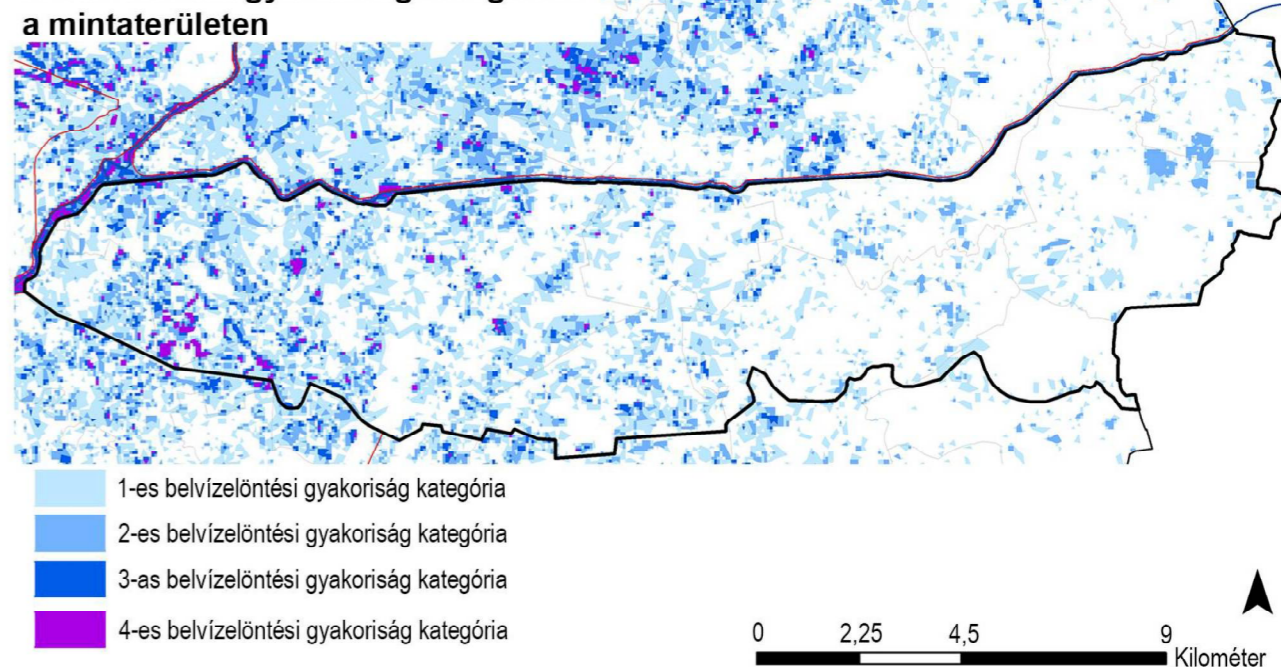 a mintaterületen
1-es belvízelöntési gyakoriság kategória
2-es belvízelöntési gyakoriság kategória
3-as belvízelöntési gyakoriság kategória
4-es belvízelöntési gyakoriság kategória
0 2,25 4,5 9
Kilométer